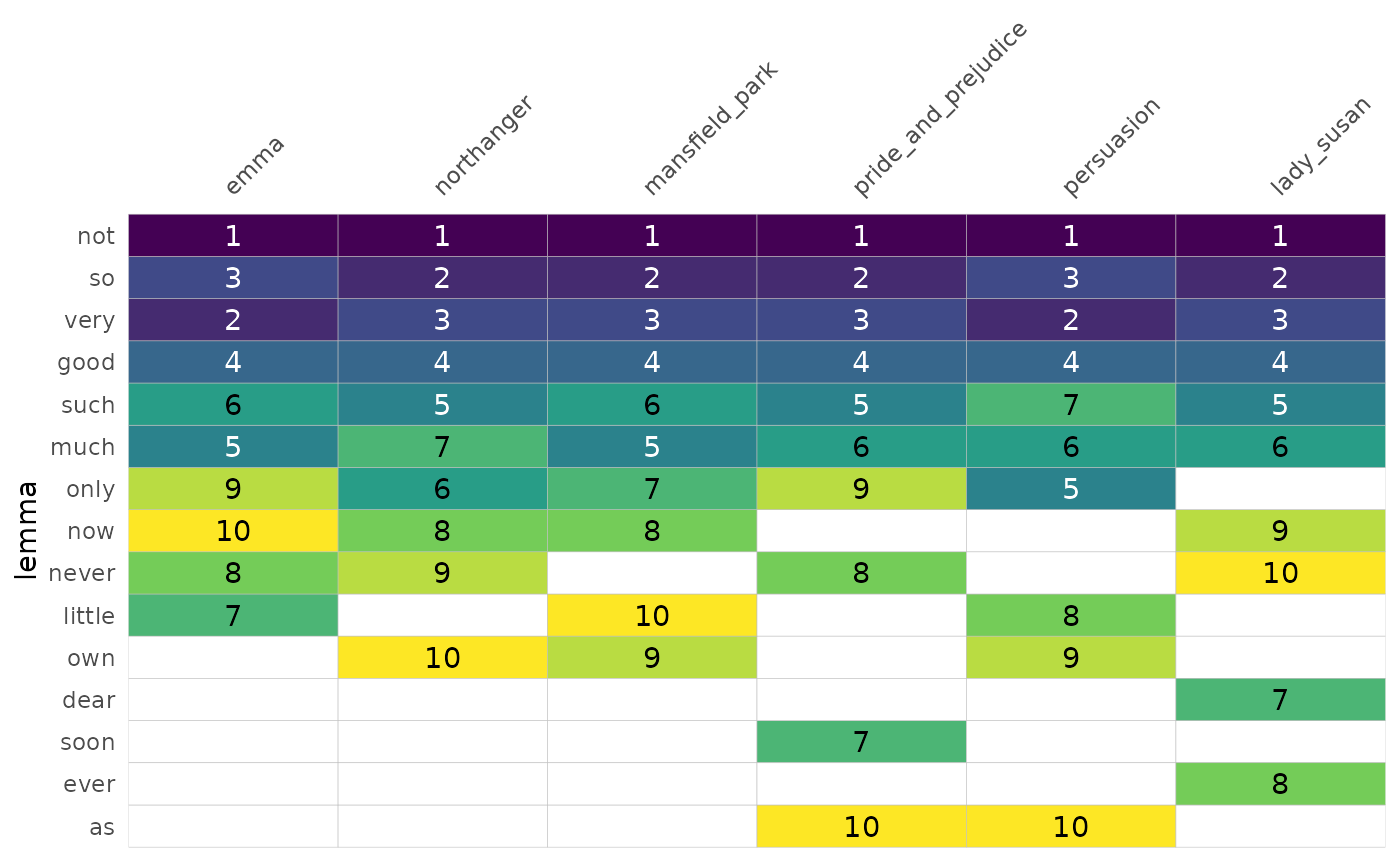 emma northanger mansfield_park pride_and_prejudice persuasion lady_susan
lemma
not 1 1 1 1 1 1
so 3 2 2 2 3 2
very 2 3 3 3 2 3
good 4 4 4 4 4 4
such 6 5 6 5 7 5
much 5 7 5 6 6 6
only 9 6 7 9 5
now 10 8 8 9
never 8 9 8 10
little 7 10 8
own 10 9 9
dear 7
soon 7
ever 8
as 10 10